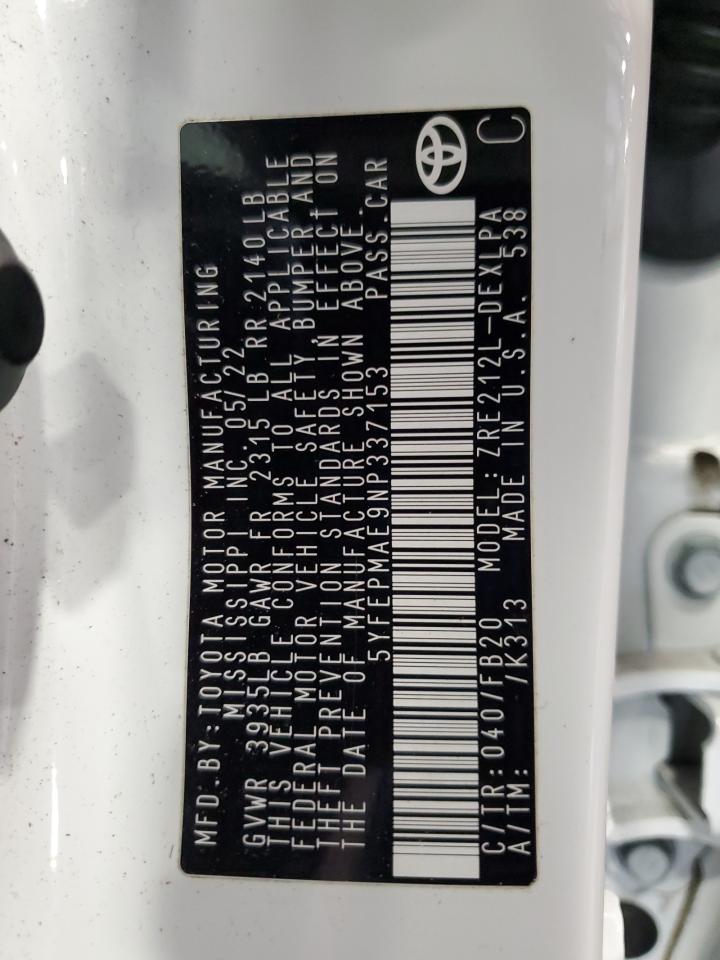 MFD.BY:TOYOTA MOTOR MANUFACTURING
MISSISSIPPI INC.05/22
GVWR 3935LB GAWR FR 2315 LB RR 2140 LB
THIS VEHICLE CONFORMS TO ALL APPLICABLE
FEDERAL MOTOR VEHICLE SAFETY, BUMPER, AND
THEFT PREVENTION STANDARDS IN EFFECT ON
THE DATE OF MANUFACTURE SHOWN ABOVE.
5YFEPMAE9NP337153 PASS.CAR
C
C/TR:040/FB20 MODEL:ZRE212L-DEXLPA
A/TM: /K313 MADE IN U.S.A. 538